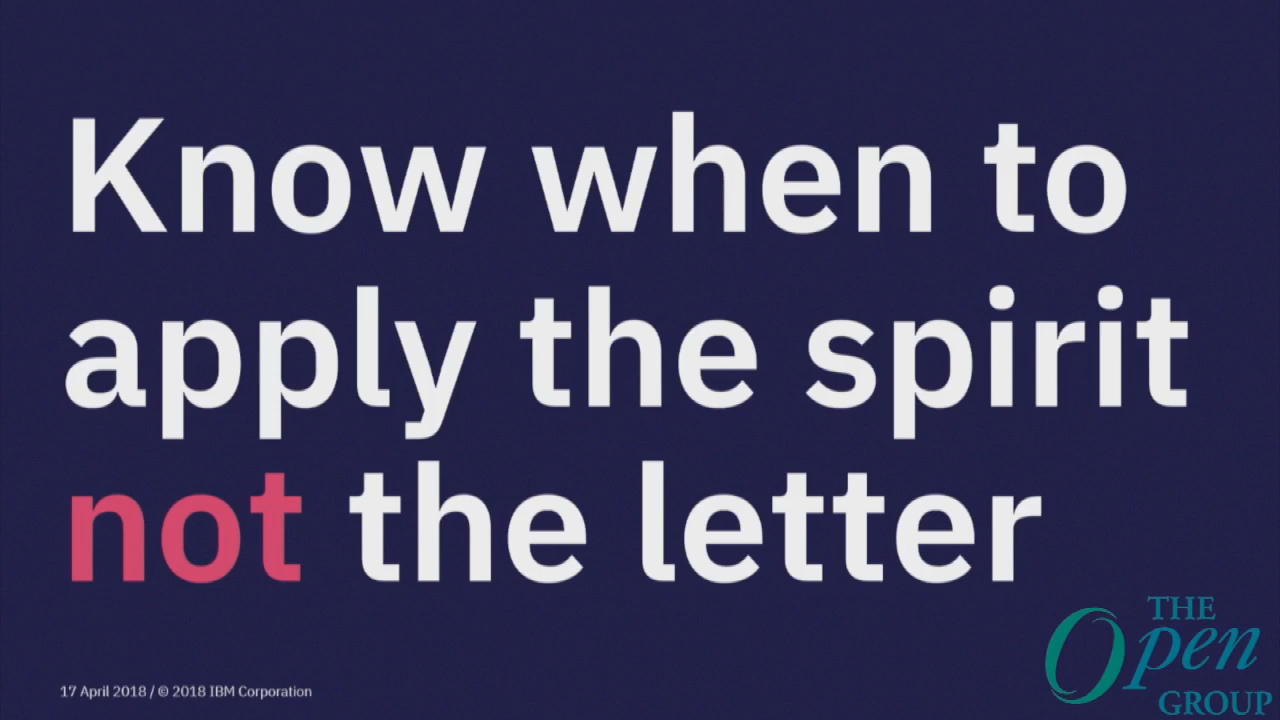 Know when to
apply the spirit
not the letter
17 April 2018 / © 2018 IBM Corporation
THE
Open
GROUP